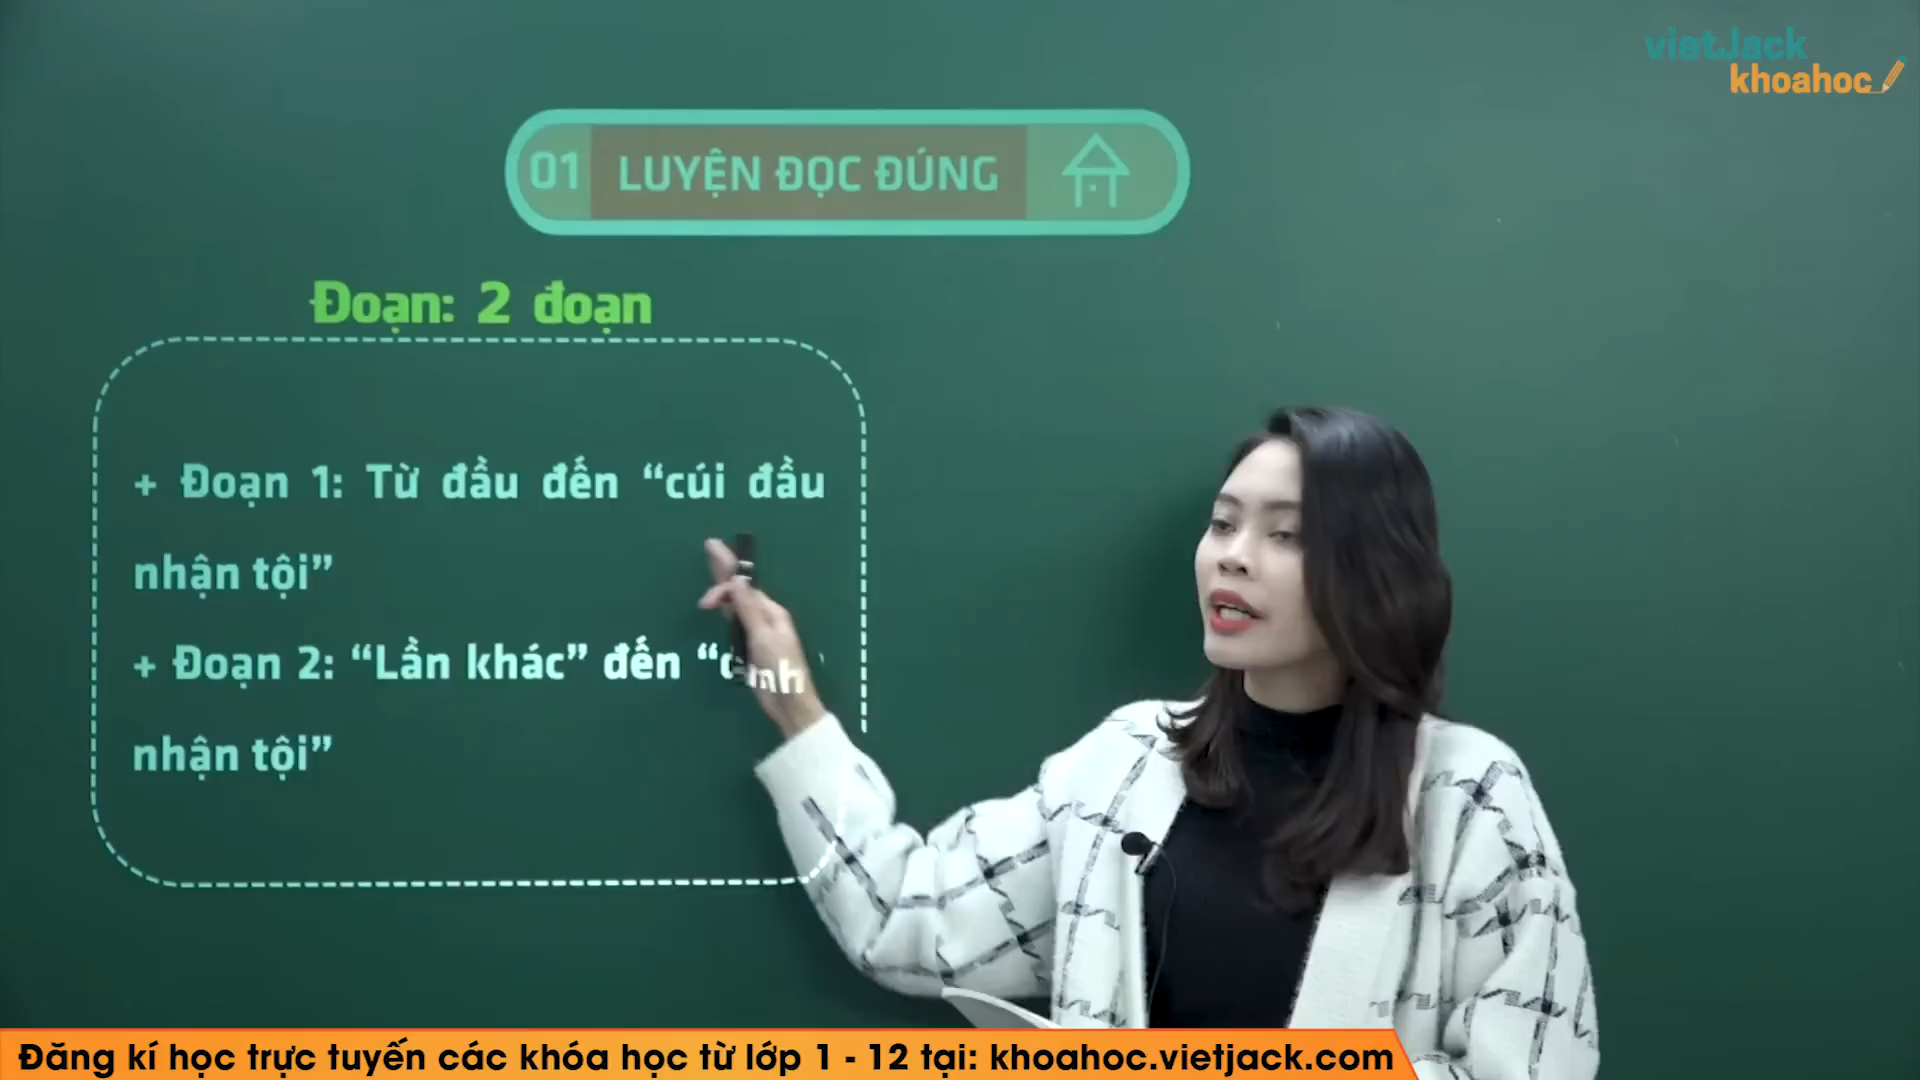 vietJack
khoahoc
01 LUYỆN ĐỌC ĐÚNG
Đoạn: 2 đoạn
+ Đoạn 1: Từ đầu đến “cúi đầu
nhận tội”
+ Đoạn 2: “Lần khác” đến
nhận tội”
Đăng kí học trực tuyến các khóa học từ lớp 1 - 12 tại: khoahoc.vietjack.com